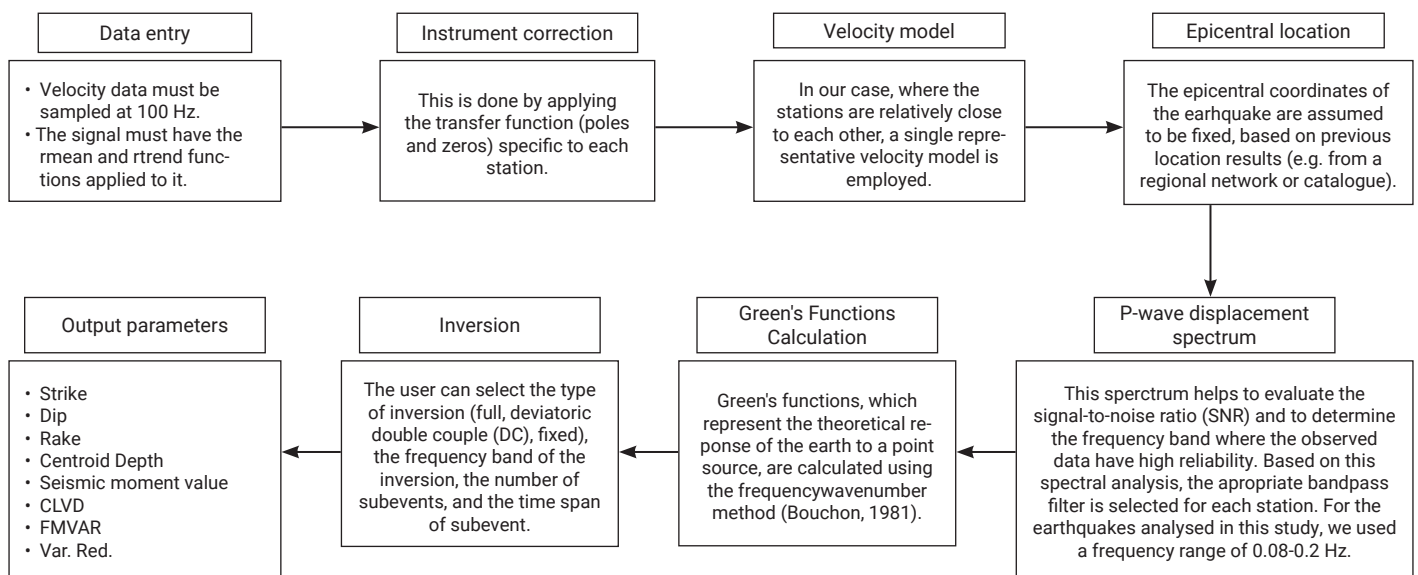 Data entry
• Velocity data must be
sampled at 100 Hz.
• The signal must have the
rmean and rtrend func-
tions applied to it.
Instrument correction
This is done by applying
the transfer function (poles
and zeros) specific to each
station.
Velocity model
In our case, where the
stations are relatively close
to each other, a single repre-
sentative velocity model is
employed.
Epicentral location
The epicentral coordinates of
the earhquake are assumed
to be fixed, based on previous
location results (e.g. from a
regional network or catalogue).
P-wave displacement
spectrum
This sperctrum helps to evaluate the
signal-to-noise ratio (SNR) and to determine
the frequency band where the observed
data have high reliability. Based on this
spectral analysis, the apropriate bandpass
filter is selected for each station. For the
earthquakes analysed in this study, we used
a frequency range of 0.08-0.2 Hz.
Green's Functions
Calculation
Green's functions, which
represent the theoretical re-
ponse of the earth to a point
source, are calculated using
the frequencywavenumber
method (Bouchon, 1981).
Inversion
The user can select the type
of inversion (full, deviatoric
double couple (DC), fixed),
the frequency band of the
inversion, the number of
subevents, and the time span
of subevent.
Output parameters
• Strike
• Dip
• Rake
• Centroid Depth
• Seismic moment value
• CLVD
• FMVAR
• Var. Red.